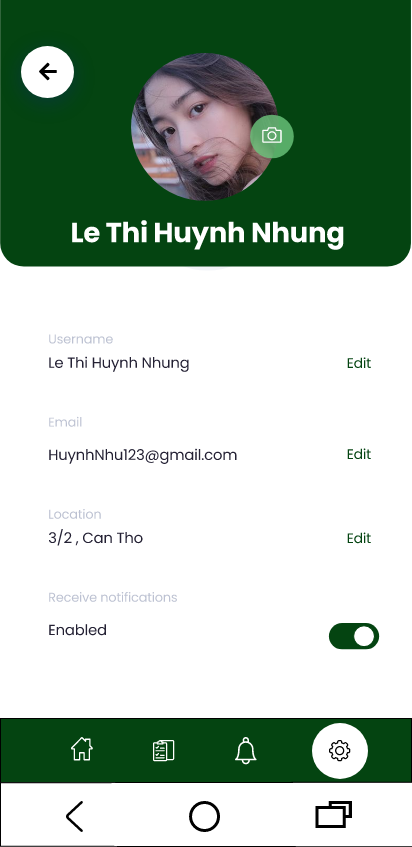 Le Thi Huynh Nhung
Username
Le Thi Huynh Nhung Edit
Email
HuynhNhu123@gmail.com Edit
Location
3/2 , Can Tho Edit
Receive notifications
Enabled